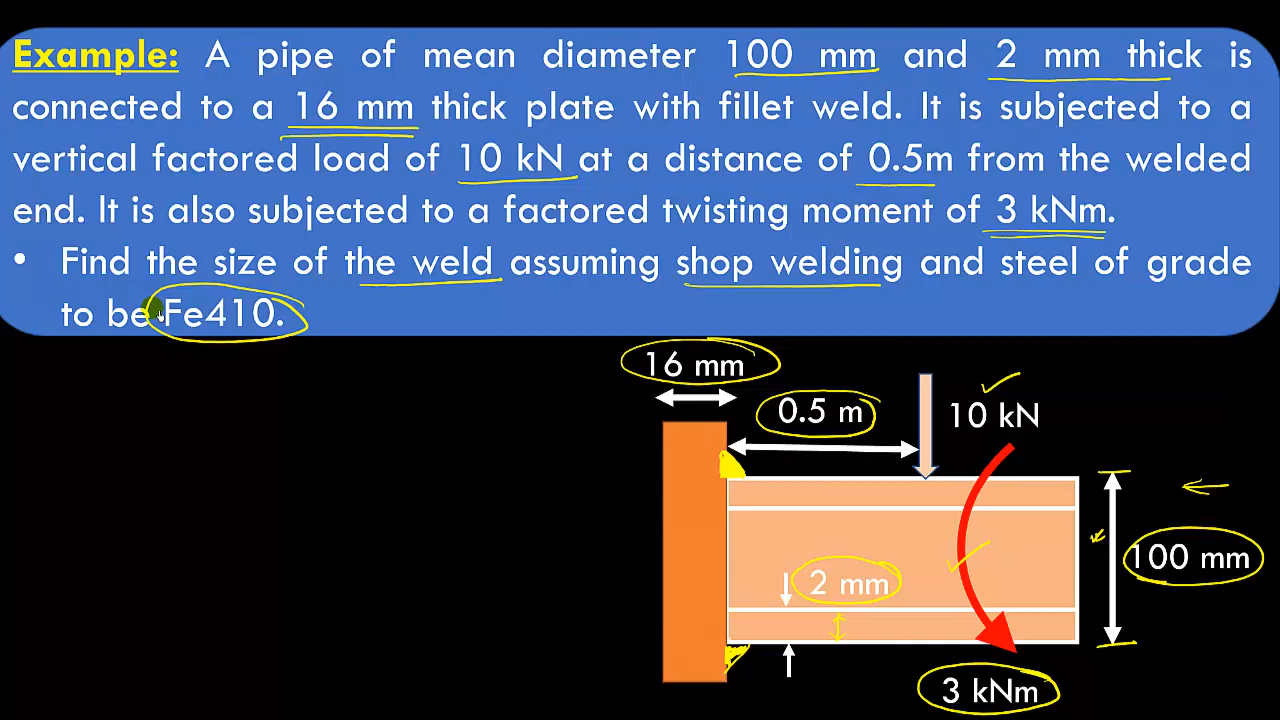 Example: A pipe of mean diameter 100 mm and 2 mm thick is
connected to a 16 mm thick plate with fillet weld. It is subjected to a
vertical factored load of 10 kN at a distance of 0.5m from the welded
end. It is also subjected to a factored twisting moment of 3 kNm.
• Find the size of the weld assuming shop welding and steel of grade
to be Fe410.
16 mm
0.5 m
10 kN
100 mm
2 mm
3 kNm